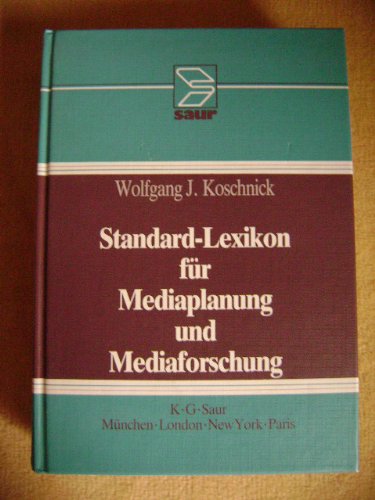 saur
Wolfgang J. Koschnick
Standard-Lexikon
für
Mediaplanung
und
Mediaforschung
K·G·Saur
München·London·New York·Paris